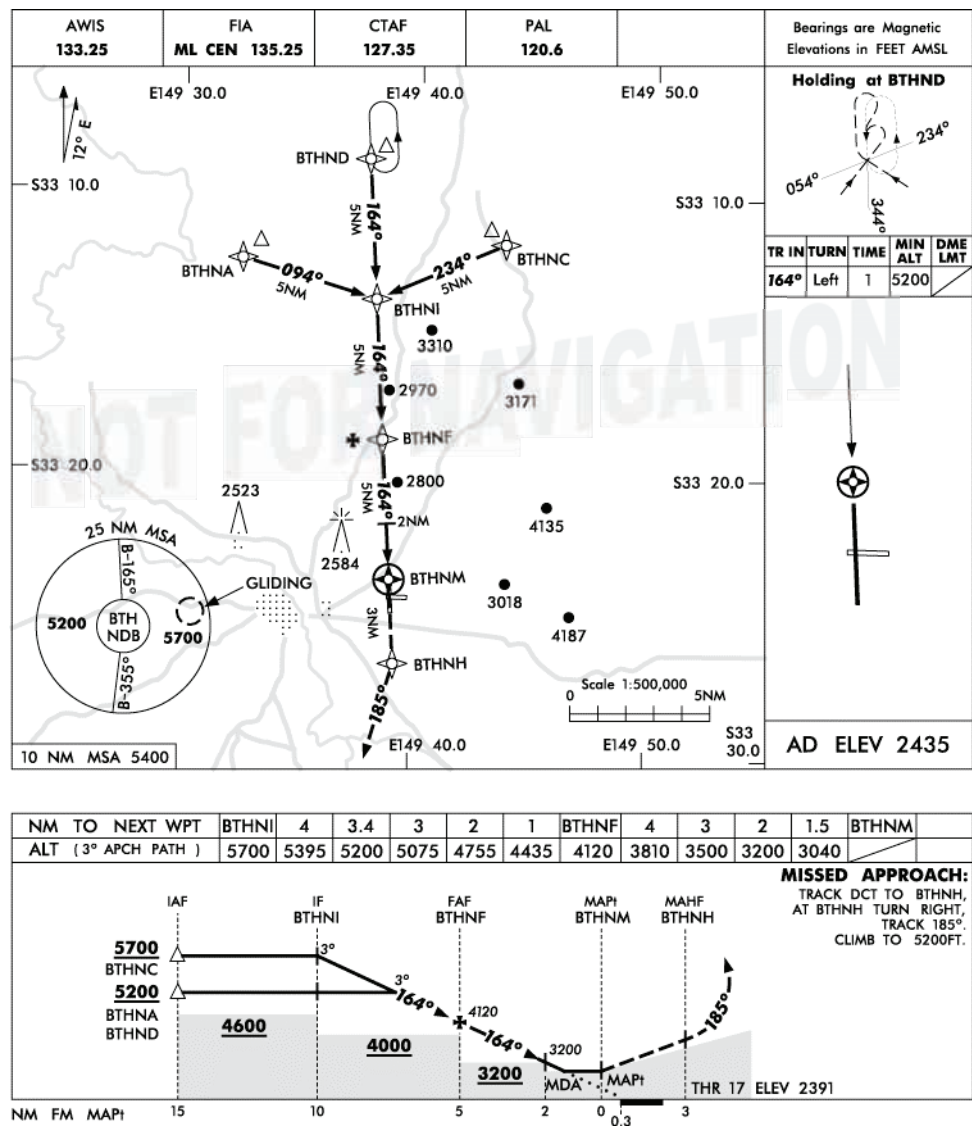 AWIS
133.25
FIA
ML CEN 135.25
CTAF
127.35
PAL
120.6
Bearings are Magnetic
Elevations in FEET AMSL
E149 30.0
E149 40.0
E149 50.0
12° E
S33 10.0
S33 10.0
BTHND
164°
5NM
BTHNA
094°
5NM
234°
5NM
BTHNC
BTHNI
3310
164°
5NM
2970
3171
NOT FOR NAVIGATION
BTHNF
S33 20.0
S33 20.0
2800
164°
5NM
2NM
2523
2584
4135
25 NM MSA
B-195°
BTH
NDB
5200
5700
B-355°
GLIDING
BTHNM
3018
4187
3NM
BTHNH
185°
Scale 1:500,000
0
5NM
E149 40.0
E149 50.0
S33
30.0
10 NM MSA 5400
Holding at BTHND
234°
054°
344°
TR IN TURN TIME MIN ALT DME LMT
164° Left 1 5200
AD ELEV 2435
NM TO NEXT WPT BTHNI 4 3.4 3 2 1 BTHNF 4 3 2 1.5 BTHNM
ALT (3° APCH PATH) 5700 5395 5200 5075 4755 4435 4120 3810 3500 3200 3040
MISSED APPROACH:
TRACK DCT TO BTHNH,
AT BTHNH TURN RIGHT,
TRACK 185°.
CLIMB TO 5200FT.
IAF
IF
BTHNI
FAF
BTHNF
MAPt
BTHNM
MAHF
BTHNH
5700
BTHNC
3°
5200
BTHNA
BTHND
3°
164°
4120
164°
3200
185°
4600
4000
3200
MDA
MAPt
THR 17 ELEV 2391
NM FM MAPt 15 10 5 2 0 0.3 3